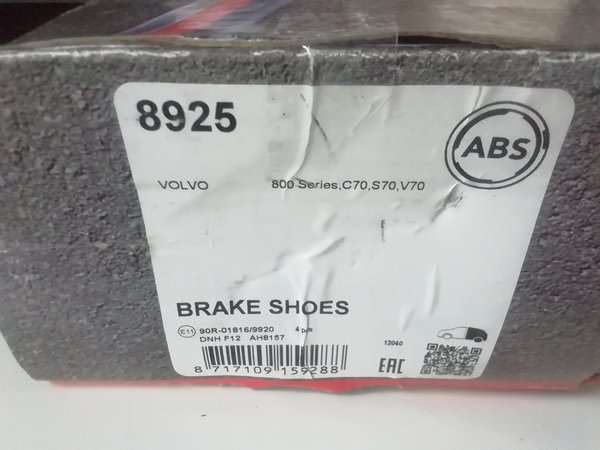 8925
ABS
VOLVO 800 Series,C70,S70,V70
BRAKE SHOES
E11 90R-01816/9920 4 pcs
DNH F12 AH8157
12060
EAC
8 717109 159288